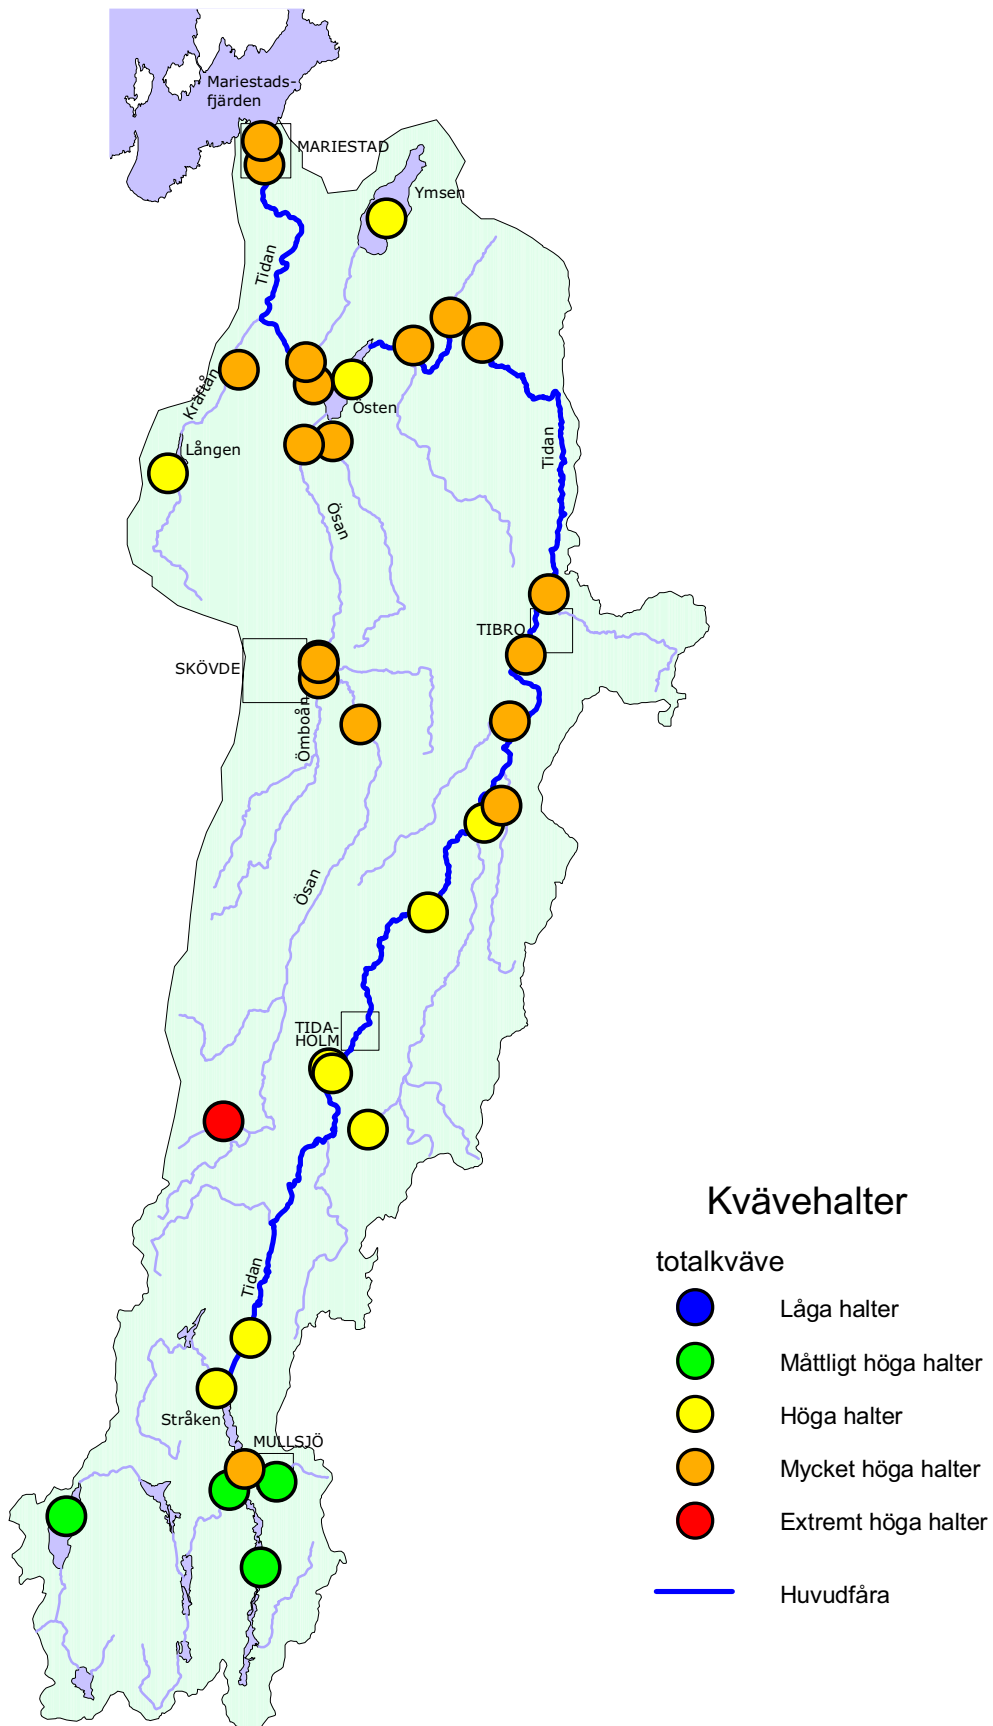 Mariestads-
fjärden
MARIESTAD
Ymsen
Tidan
Kräftån
Östen
Lången
Tidan
Ösan
TIBRO
SKÖVDE
Ömboån
Ösan
TIDA-
HOLM
Tidan
Stråken
MULLSJÖ
Kvävehalter
totalkväve
Låga halter
Måttligt höga halter
Höga halter
Mycket höga halter
Extremt höga halter
Huvudfåra